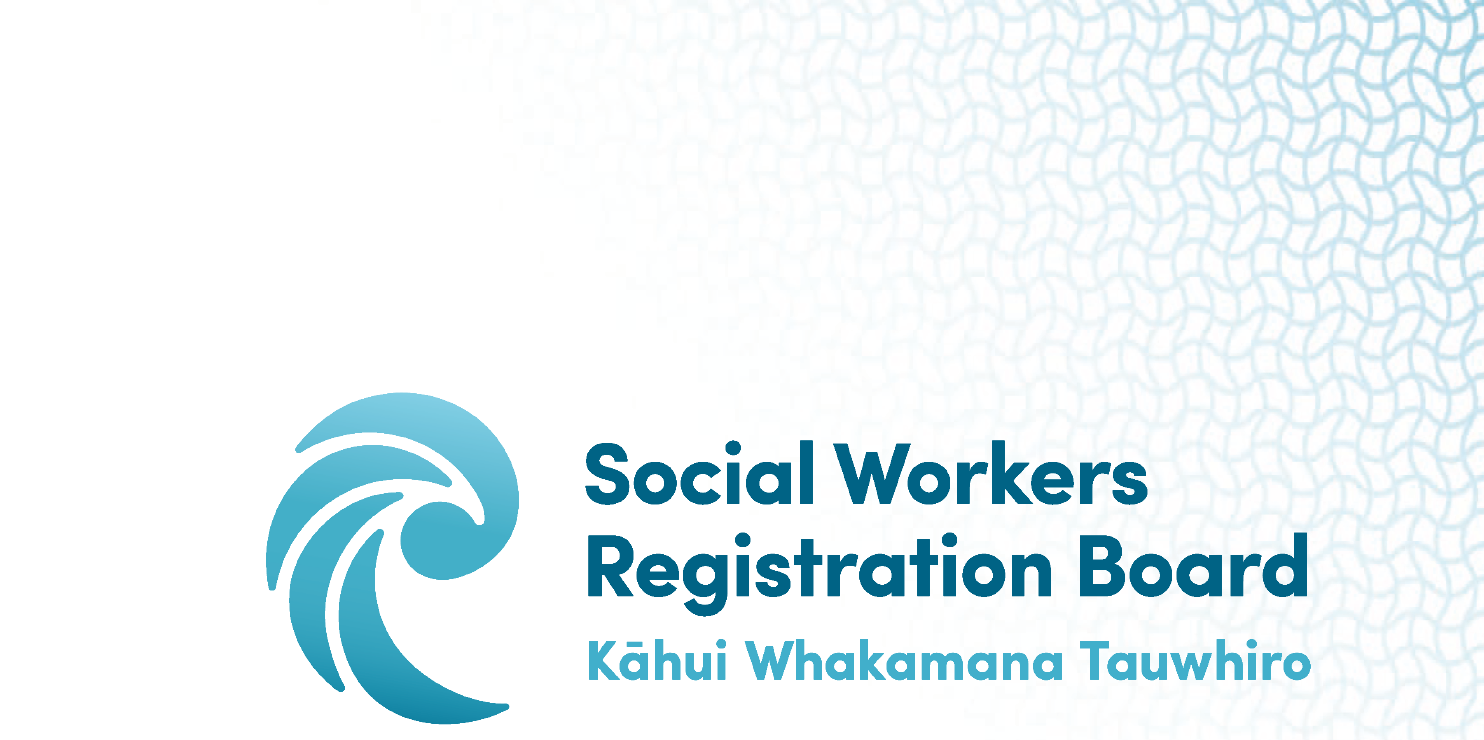 Social Workers
Registration Board
Kāhui Whakamana Tauwhiro